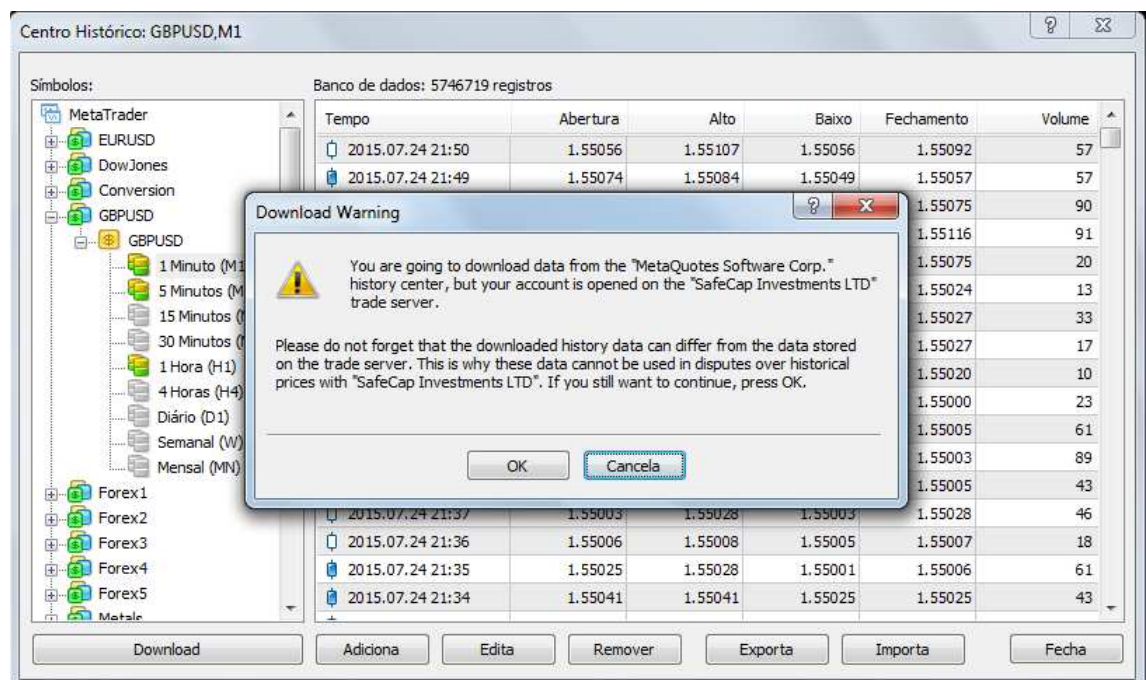 Centro Histórico: GBPUSD,M1
Símbolos:
Banco de dados: 5746719 registros
MetaTrader
EURUSD
DowJones
Conversion
GBPUSD
GBPUSD
1 Minuto (M1
5 Minutos (M
15 Minutos (
30 Minutos (
1 Hora (H1)
4 Horas (H4)
Diário (D1)
Semanal (W)
Mensal (MN)
Forex1
Forex2
Forex3
Forex4
Forex5
Metals
Tempo Abertura Alto Baixo Fechamento Volume
2015.07.24 21:50 1.55056 1.55107 1.55056 1.55092 57
2015.07.24 21:49 1.55074 1.55084 1.55049 1.55057 57
1.55075 90
1.55116 91
1.55075 20
1.55024 13
1.55027 33
1.55027 17
1.55020 10
1.55000 23
1.55005 61
1.55003 89
1.55005 43
2015.07.24 21:37 1.55003 1.55028 1.55003 1.55028 46
2015.07.24 21:36 1.55006 1.55008 1.55005 1.55007 18
2015.07.24 21:35 1.55025 1.55028 1.55001 1.55006 61
2015.07.24 21:34 1.55041 1.55041 1.55025 1.55025 43
Download Warning
You are going to download data from the "MetaQuotes Software Corp."
history center, but your account is opened on the "SafeCap Investments LTD"
trade server.
Please do not forget that the downloaded history data can differ from the data stored
on the trade server. This is why these data cannot be used in disputes over historical
prices with "SafeCap Investments LTD". If you still want to continue, press OK.
OK Cancela
Download Adiciona Edita Remover Exporta Importa Fecha